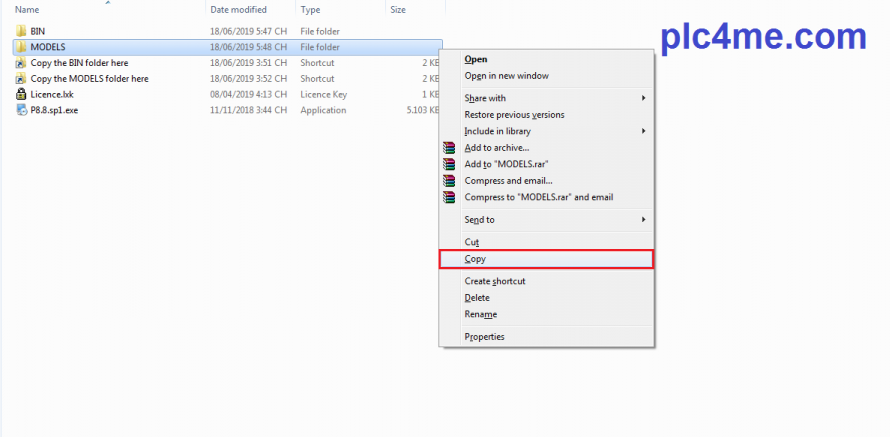 Name Date modified Type Size
plc4me.com
BIN 18/06/2019 5:47 CH File folder
MODELS 18/06/2019 5:48 CH File folder
Copy the BIN folder here 18/06/2019 3:51 CH Shortcut 2 KB
Copy the MODELS folder here 18/06/2019 3:52 CH Shortcut 2 KB
Licence.lxk 08/04/2019 4:13 CH Licence Key 1 KB
P8.8.sp1.exe 11/11/2018 3:44 CH Application 5.103 KB
Open
Open in new window
Share with
Restore previous versions
Include in library
Add to archive...
Add to "MODELS.rar"
Compress and email...
Compress to "MODELS.rar" and email
Send to
Cut
Copy
Create shortcut
Delete
Rename
Properties